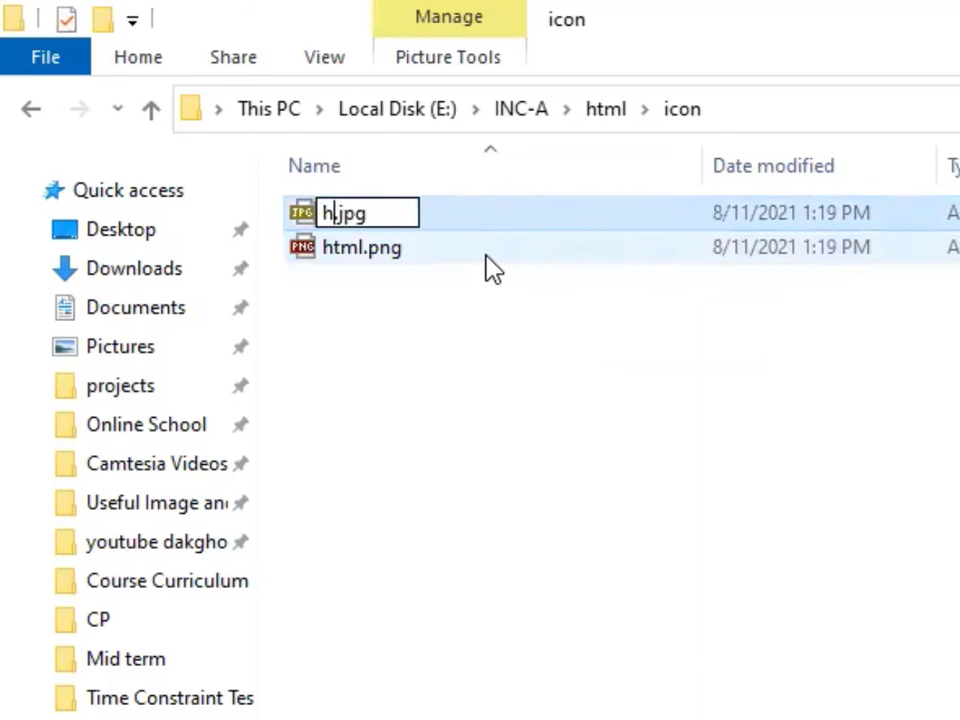 Manage
icon
File
Home
Share
View
Picture Tools
This PC
Local Disk (E:)
INC-A
html
icon
Name
Date modified
JPG
h.jpg
8/11/2021 1:19 PM
A
PNG
html.png
8/11/2021 1:19 PM
A
Quick access
Desktop
Downloads
Documents
Pictures
projects
Online School
Camtesia Videos
Useful Image an
youtube dakgho
Course Curriculum
CP
Mid term
Time Constraint Tes